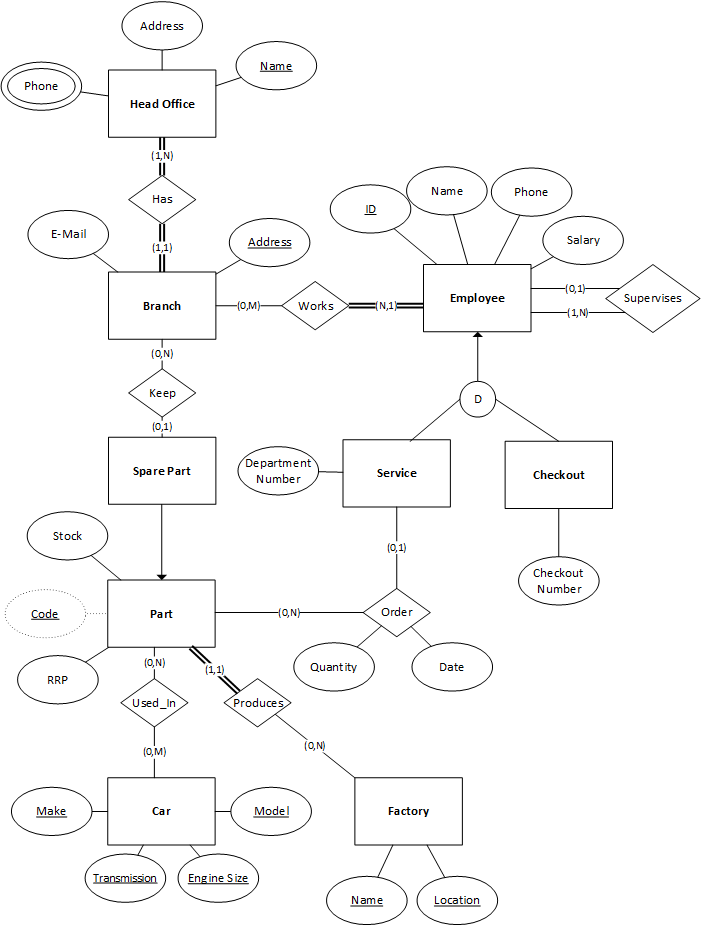 Address
Name
Phone
Head Office
(1,N)
Has
(1,1)
E-Mail
Address
Branch
(0,M)
Works
(N,1)
ID
Name
Phone
Salary
Employee
(0,1)
(1,N)
Supervises
(0,N)
Keep
(0,1)
D
Spare Part
Department
Number
Service
Checkout
Stock
(0,1)
Checkout
Number
Code
Part
(0,N)
Order
RRP
(0,N)
(1,1)
Quantity
Date
Used_In
Produces
(0,M)
(0,N)
Make
Car
Model
Factory
Transmission
Engine Size
Name
Location